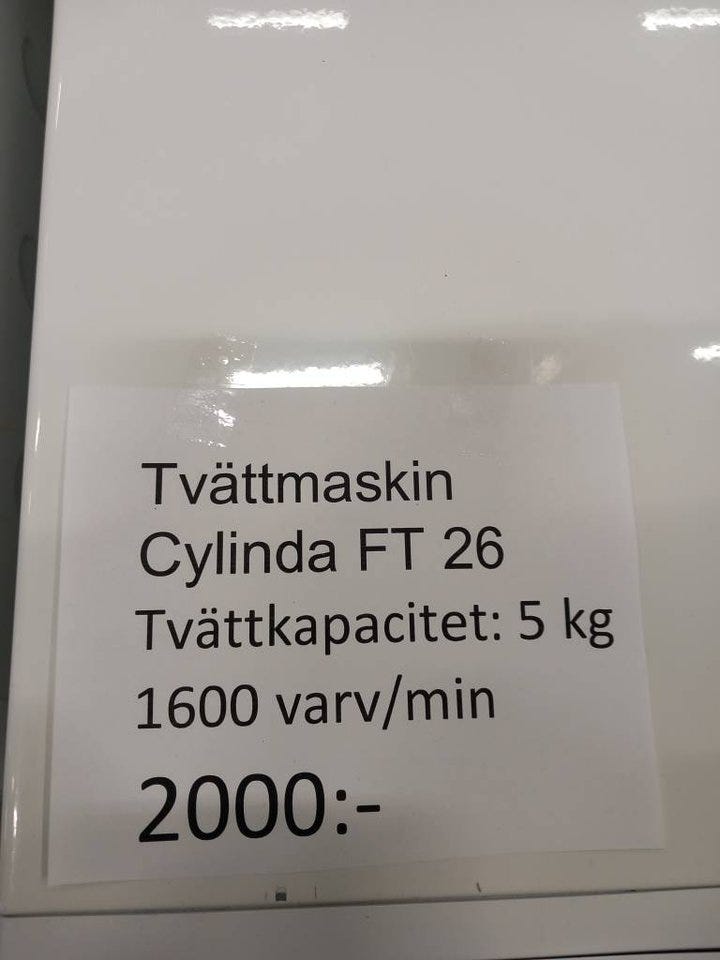 Tvättmaskin
Cylinda FT 26
Tvättkapacitet: 5 kg
1600 varv/min
2000:-